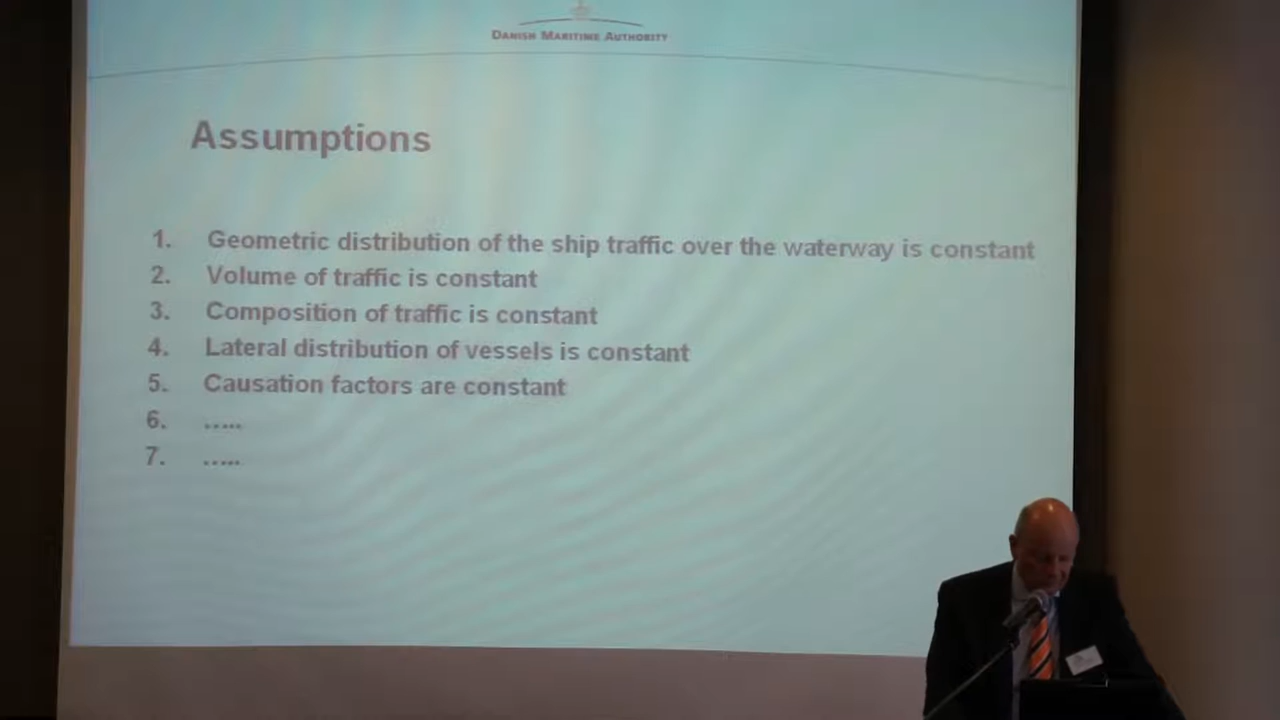 DANISH MARITIME AUTHORITY
Assumptions
1. Geometric distribution of the ship traffic over the waterway is constant
2. Volume of traffic is constant
3. Composition of traffic is constant
4. Lateral distribution of vessels is constant
5. Causation factors are constant
6. .....
7. .....